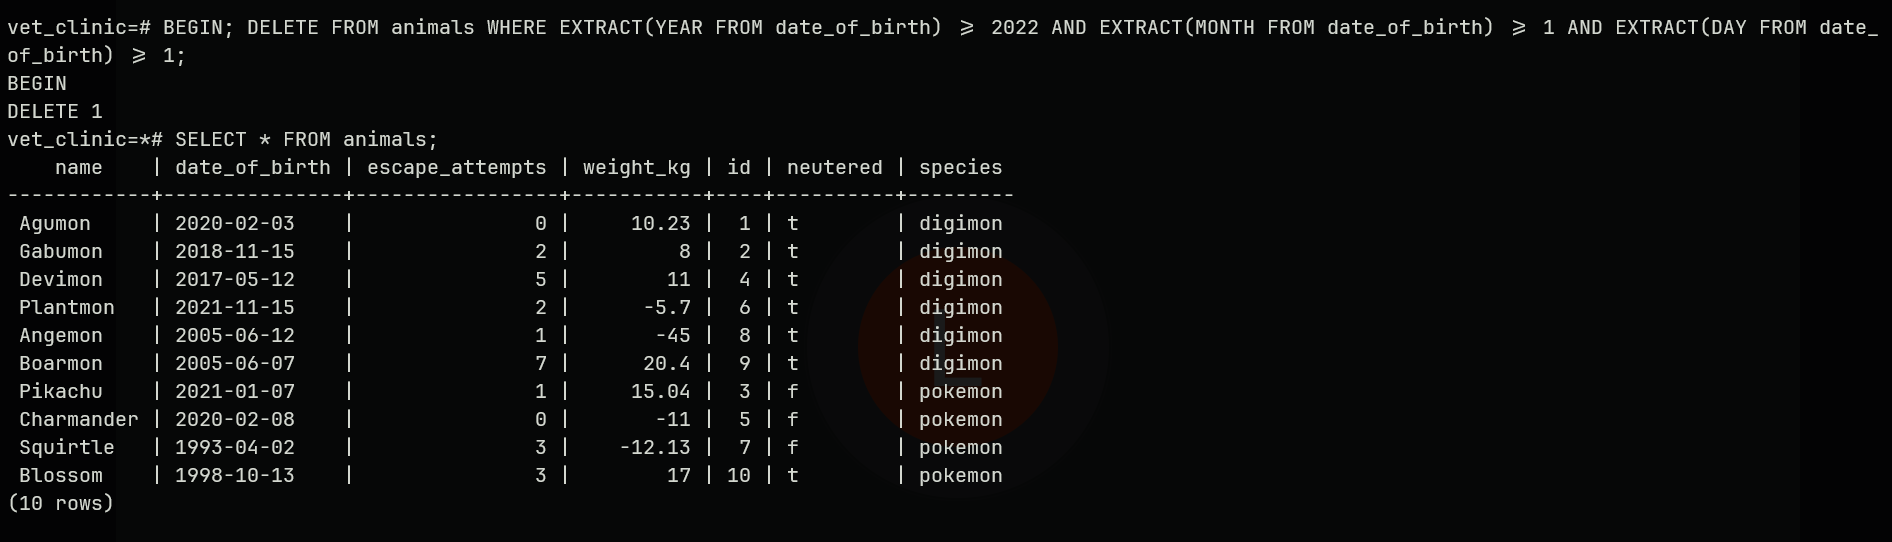 vet_clinic=# BEGIN; DELETE FROM animals WHERE EXTRACT(YEAR FROM date_of_birth) >= 2022 AND EXTRACT(MONTH FROM date_of_birth) >= 1 AND EXTRACT(DAY FROM date_
of_birth) >= 1;
BEGIN
DELETE 1
vet_clinic=*# SELECT * FROM animals;
    name    | date_of_birth | escape_attempts | weight_kg | id | neutered | species
------------+---------------+-----------------+-----------+----+----------+---------
 Agumon     | 2020-02-03    |               0 |     10.23 |  1 | t        | digimon
 Gabumon    | 2018-11-15    |               2 |         8 |  2 | t        | digimon
 Devimon    | 2017-05-12    |               5 |        11 |  4 | t        | digimon
 Plantmon   | 2021-11-15    |               2 |      -5.7 |  6 | t        | digimon
 Angemon    | 2005-06-12    |               1 |       -45 |  8 | t        | digimon
 Boarmon    | 2005-06-07    |               7 |      20.4 |  9 | t        | digimon
 Pikachu    | 2021-01-07    |               1 |     15.04 |  3 | f        | pokemon
 Charmander | 2020-02-08    |               0 |       -11 |  5 | f        | pokemon
 Squirtle   | 1993-04-02    |               3 |    -12.13 |  7 | f        | pokemon
 Blossom    | 1998-10-13    |               3 |        17 | 10 | t        | pokemon
(10 rows)